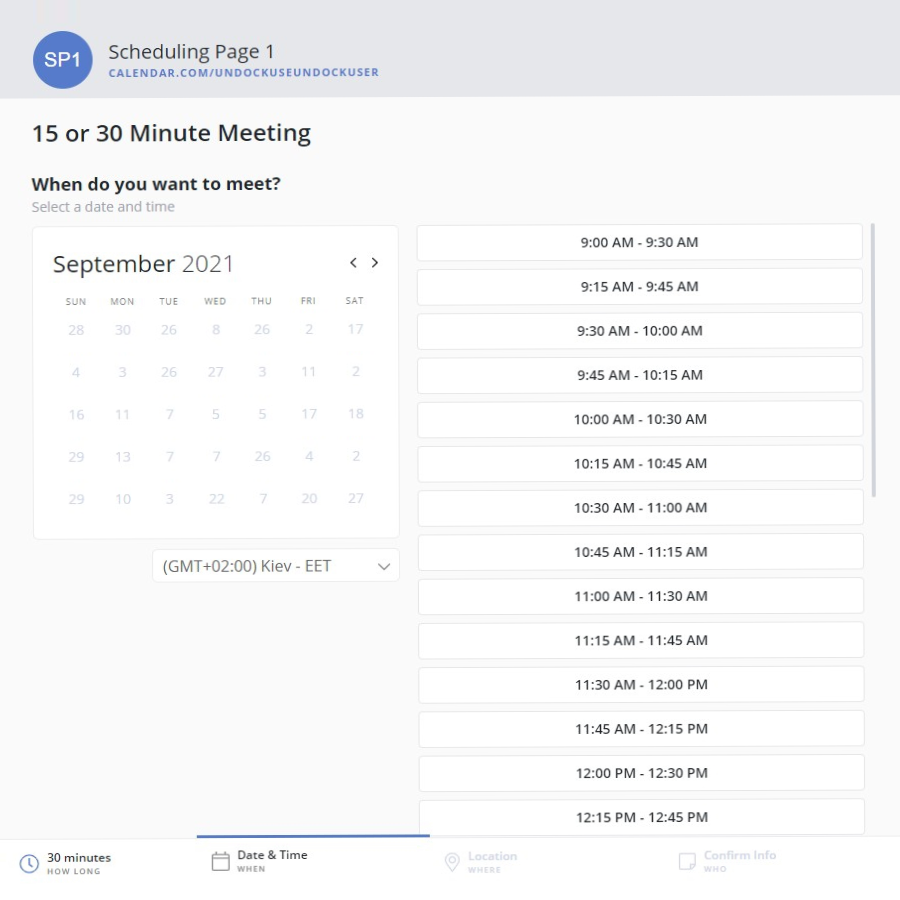 SP1
Scheduling Page 1
CALENDAR.COM/UNDOCKUSEUNDOCKUSER
15 or 30 Minute Meeting
When do you want to meet?
Select a date and time
September 2021
SUN MON TUE WED THU FRI SAT
28 30 26 8 26 2 17
4 3 26 27 3 11 2
16 11 7 5 5 17 18
29 13 7 7 26 4 2
29 10 3 22 7 20 27
(GMT+02:00) Kiev - EET
9:00 AM - 9:30 AM
9:15 AM - 9:45 AM
9:30 AM - 10:00 AM
9:45 AM - 10:15 AM
10:00 AM - 10:30 AM
10:15 AM - 10:45 AM
10:30 AM - 11:00 AM
10:45 AM - 11:15 AM
11:00 AM - 11:30 AM
11:15 AM - 11:45 AM
11:30 AM - 12:00 PM
11:45 AM - 12:15 PM
12:00 PM - 12:30 PM
12:15 PM - 12:45 PM
30 minutes
HOW LONG
Date & Time
WHEN
Location
WHERE
Confirm Info
WHO